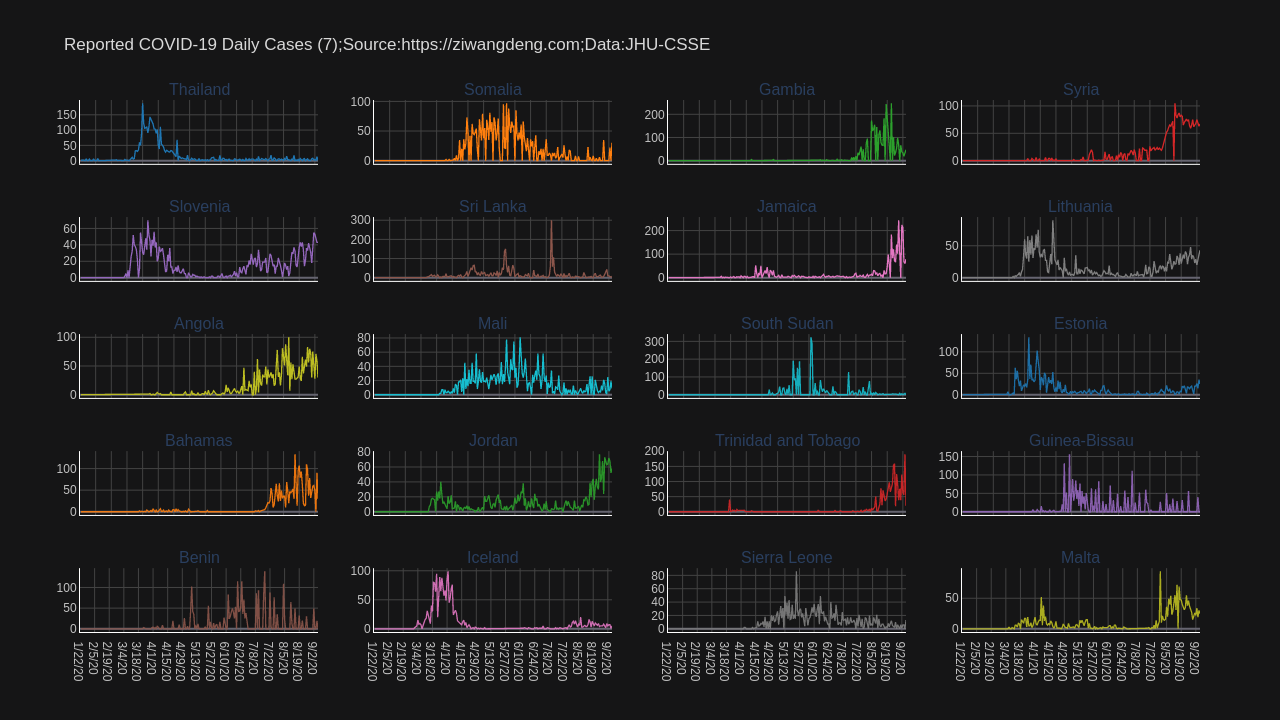 Reported COVID-19 Daily Cases (7);Source:https://ziwangdeng.com;Data:JHU-CSSE
Thailand Somalia Gambia Syria
150 100 50 0
100 50 0
200 100 0
100 50 0
Slovenia Sri Lanka Jamaica Lithuania
60 40 20 0
300 200 100 0
200 100 0
50 0
Angola Mali South Sudan Estonia
100 50 0
80 60 40 20 0
300 200 100 0
100 50 0
Bahamas Jordan Trinidad and Tobago Guinea-Bissau
100 50 0
80 60 40 20 0
200 150 100 50 0
150 100 50 0
Benin Iceland Sierra Leone Malta
100 50 0
100 50 0
80 60 40 20 0
50 0
1/22/20 2/5/20 2/19/20 3/4/20 3/18/20 4/1/20 4/15/20 4/29/20 5/13/20 5/27/20 6/10/20 6/24/20 7/8/20 7/22/20 8/5/20 8/19/20 9/2/20
1/22/20 2/5/20 2/19/20 3/4/20 3/18/20 4/1/20 4/15/20 4/29/20 5/13/20 5/27/20 6/10/20 6/24/20 7/8/20 7/22/20 8/5/20 8/19/20 9/2/20
1/22/20 2/5/20 2/19/20 3/4/20 3/18/20 4/1/20 4/15/20 4/29/20 5/13/20 5/27/20 6/10/20 6/24/20 7/8/20 7/22/20 8/5/20 8/19/20 9/2/20
1/22/20 2/5/20 2/19/20 3/4/20 3/18/20 4/1/20 4/15/20 4/29/20 5/13/20 5/27/20 6/10/20 6/24/20 7/8/20 7/22/20 8/5/20 8/19/20 9/2/20